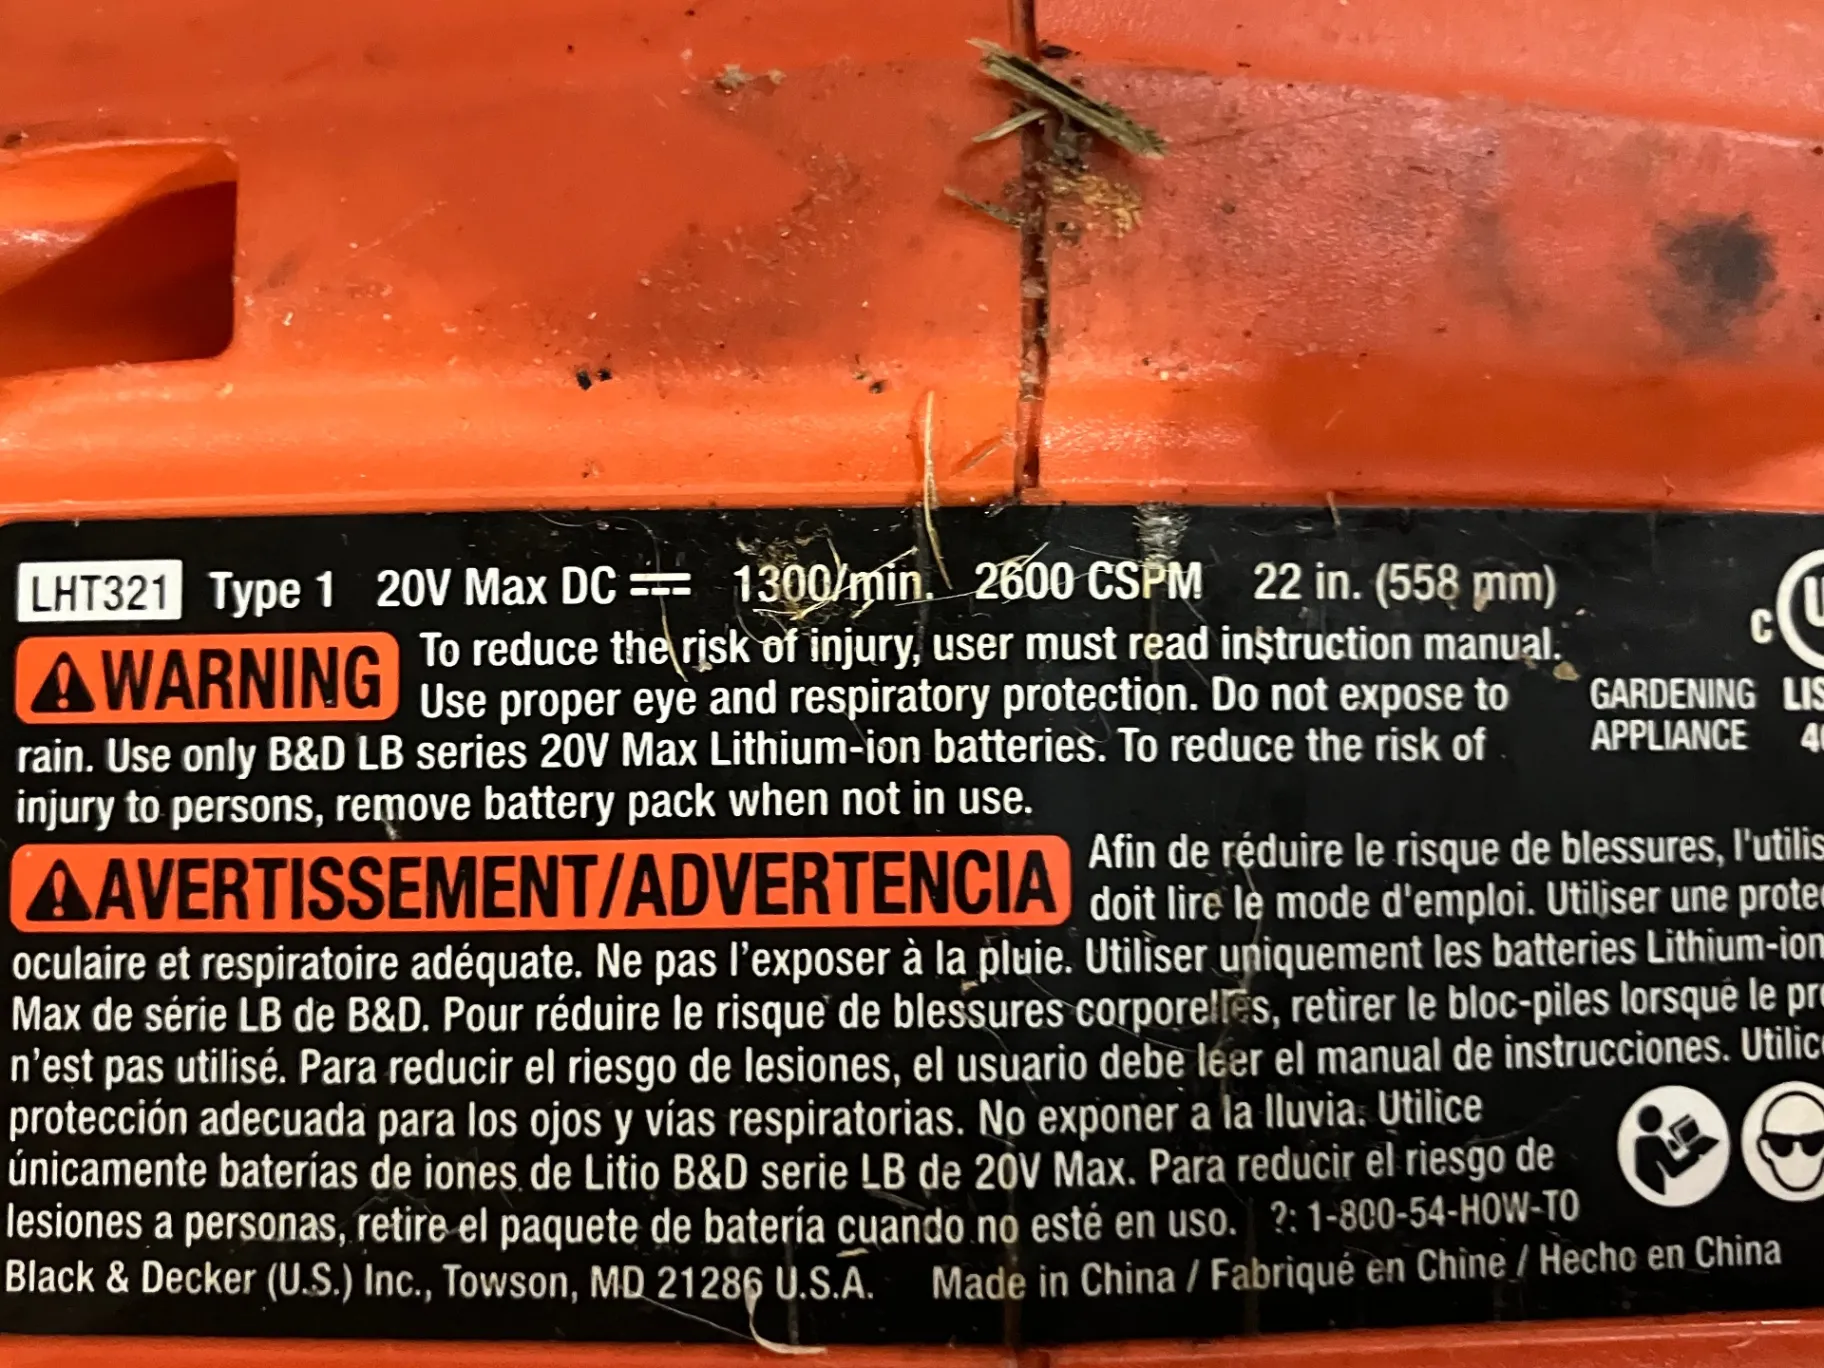 LHT321 Type 1 20V Max DC 1300/min. 2600 CSPM 22 in. (558 mm)
WARNING To reduce the risk of injury, user must read instruction manual.
Use proper eye and respiratory protection. Do not expose to
rain. Use only B&D LB series 20V Max Lithium-ion batteries. To reduce the risk of
injury to persons, remove battery pack when not in use.
C U
GARDENING LIS
APPLIANCE 4
AVERTISSEMENT/ADVERTENCIA Afin de réduire le risque de blessures, l'utilis
doit lire le mode d'emploi. Utiliser une prote
oculaire et respiratoire adéquate. Ne pas l'exposer à la pluie. Utiliser uniquement les batteries Lithium-ion
Max de série LB de B&D. Pour réduire le risque de blessures corporelles, retirer le bloc-piles lorsque le pr
n'est pas utilisé. Para reducir el riesgo de lesiones, el usuario debe leer el manual de instrucciones. Utilic
protección adecuada para los ojos y vías respiratorias. No exponer a la lluvia. Utilice
únicamente baterías de iones de Litio B&D serie LB de 20V Max. Para reducir el riesgo de
lesiones a personas, retire el paquete de batería cuando no esté en uso. ?: 1-800-54-HOW-TO
Black & Decker (U.S.) Inc., Towson, MD 21286 U.S.A. Made in China / Fabriqué en Chine / Hecho en China